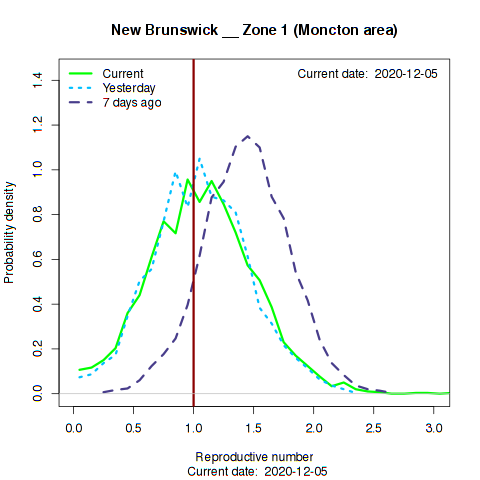 New Brunswick __ Zone 1 (Moncton area)
Current date: 2020-12-05
Current
Yesterday
7 days ago
Probability density
1.4
1.2
1.0
0.8
0.6
0.4
0.2
0.0
0.0 0.5 1.0 1.5 2.0 2.5 3.0
Reproductive number
Current date: 2020-12-05